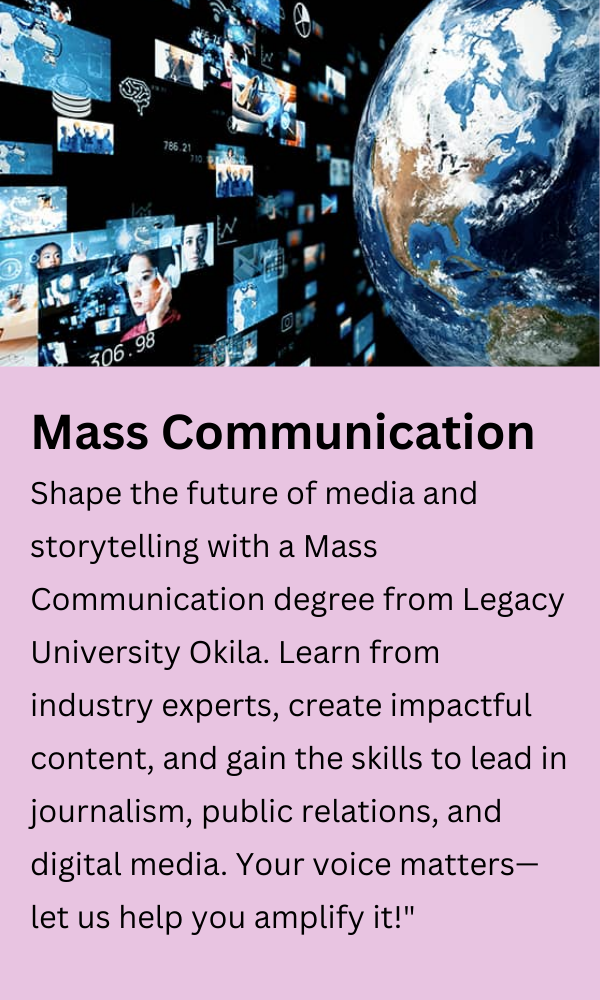 786.21
710
306.98
Mass Communication
Shape the future of media and
storytelling with a Mass
Communication degree from Legacy
University Okila. Learn from
industry experts, create impactful
content, and gain the skills to lead in
journalism, public relations, and
digital media. Your voice matters—
let us help you amplify it!"